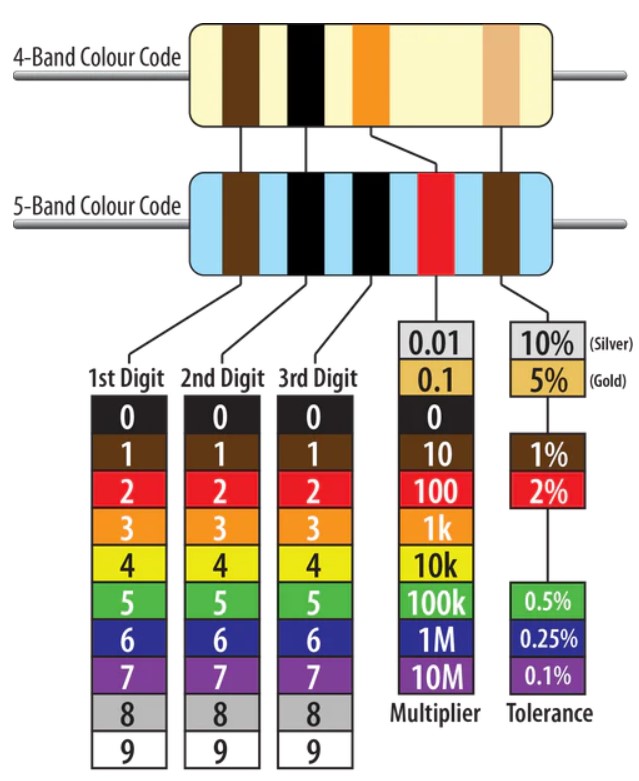 4-Band Colour Code
5-Band Colour Code
0.01 10% (Silver)
1st Digit 2nd Digit 3rd Digit 0.1 5% (Gold)
0 0 0 0
1 1 1 10 1%
2 2 2 100 2%
3 3 3 1k
4 4 4 10k
5 5 5 100k 0.5%
6 6 6 1M 0.25%
7 7 7 10M 0.1%
8 8 8 Multiplier Tolerance
9 9 9